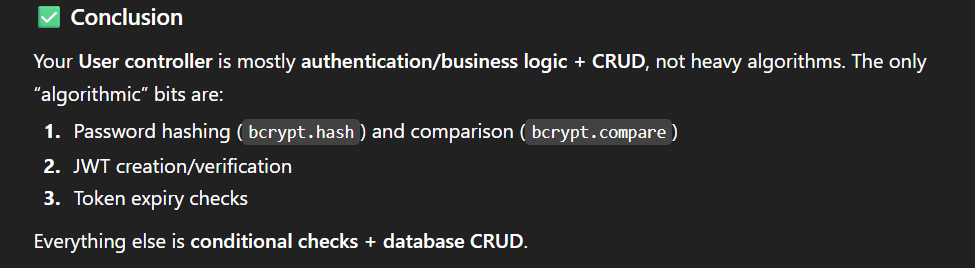 ✅ Conclusion
Your User controller is mostly authentication/business logic + CRUD, not heavy algorithms. The only
“algorithmic” bits are:
1. Password hashing (bcrypt.hash) and comparison (bcrypt.compare)
2. JWT creation/verification
3. Token expiry checks
Everything else is conditional checks + database CRUD.